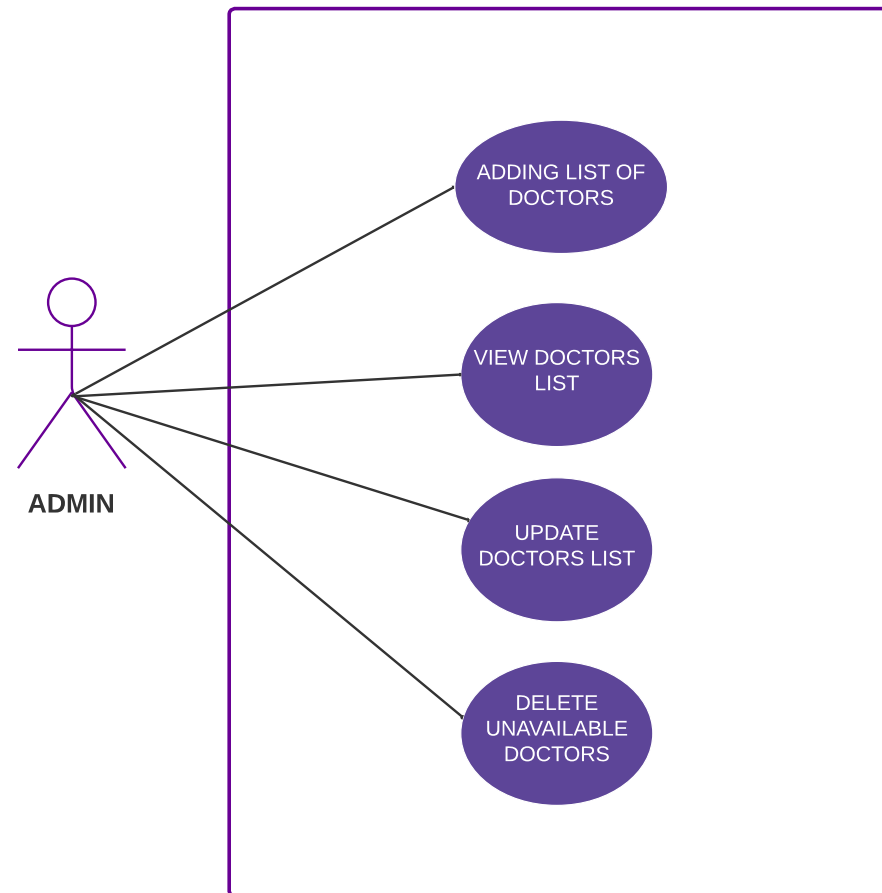 ADDING LIST OF
DOCTORS
VIEW DOCTORS
LIST
ADMIN
UPDATE
DOCTORS LIST
DELETE
UNAVAILABLE
DOCTORS